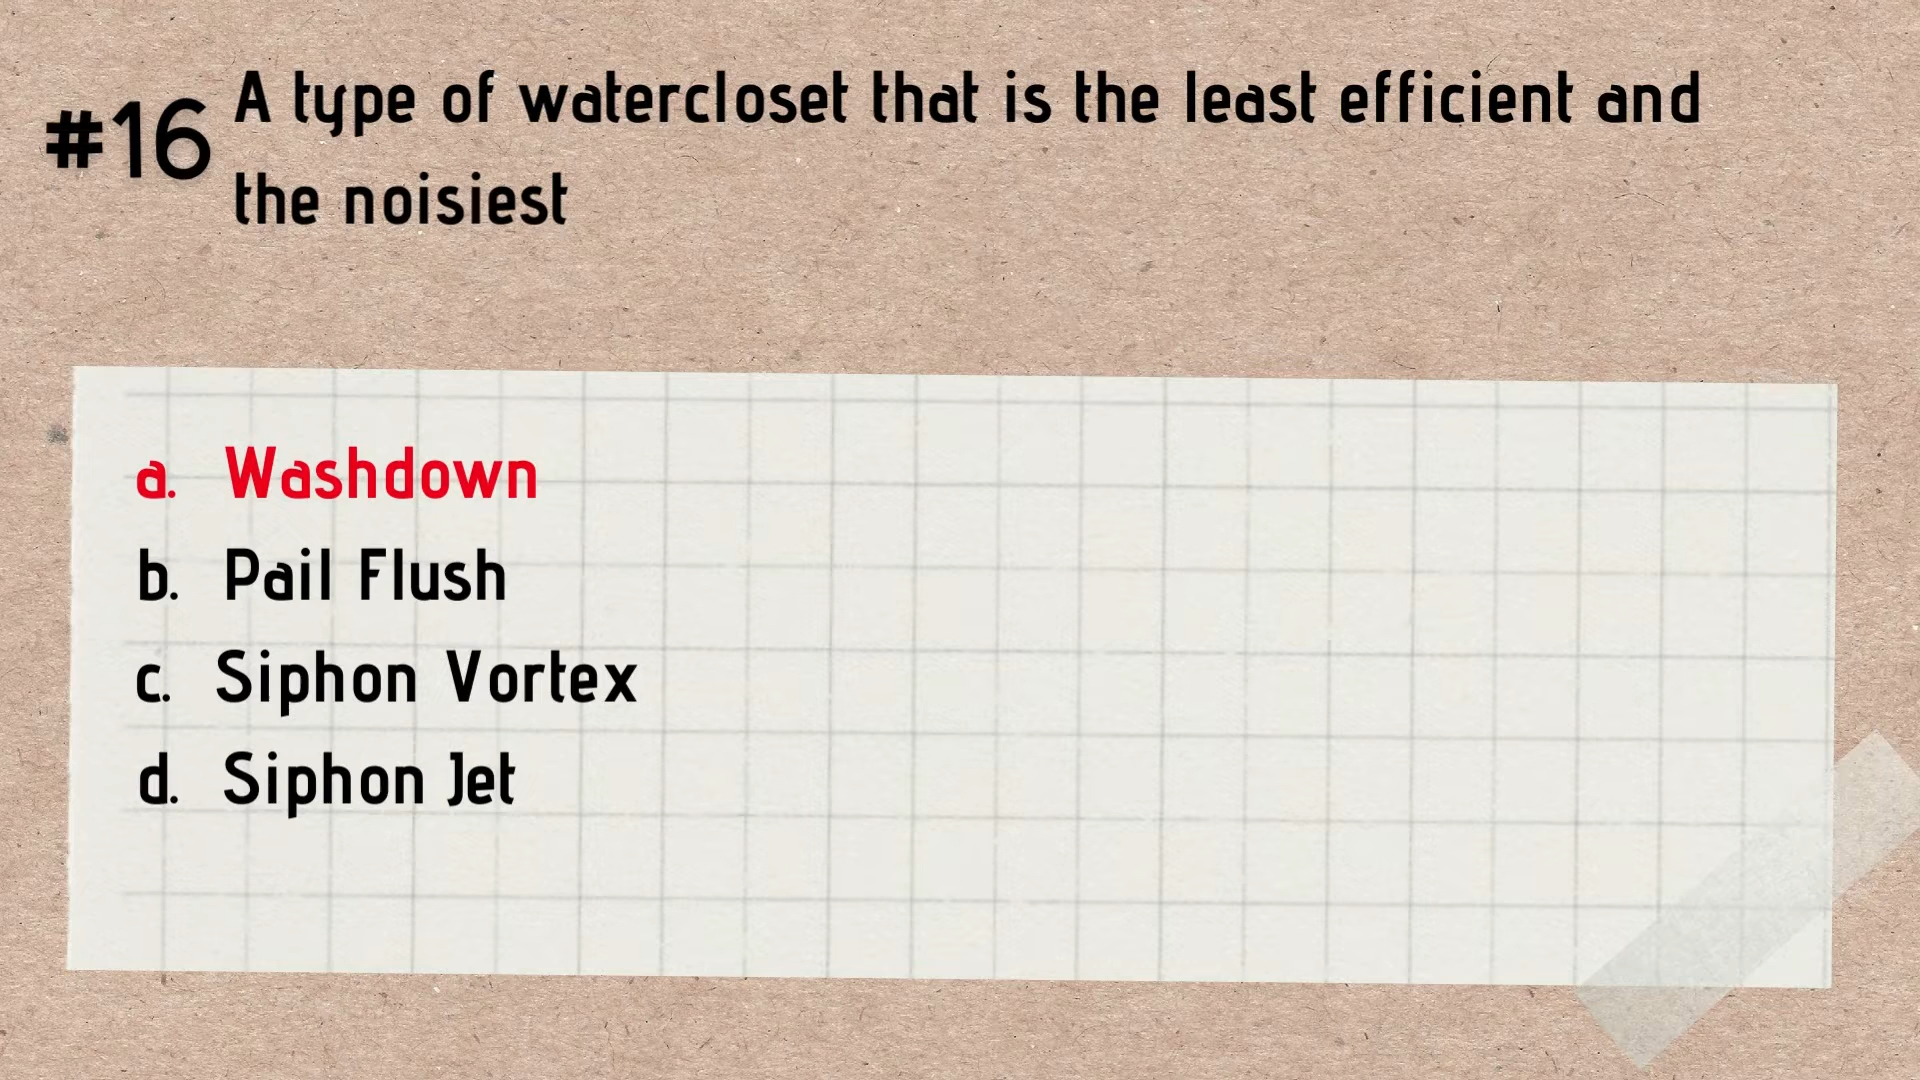 #16 A type of watercloset that is the least efficient and
the noisiest
a. Washdown
b. Pail Flush
c. Siphon Vortex
d. Siphon Jet